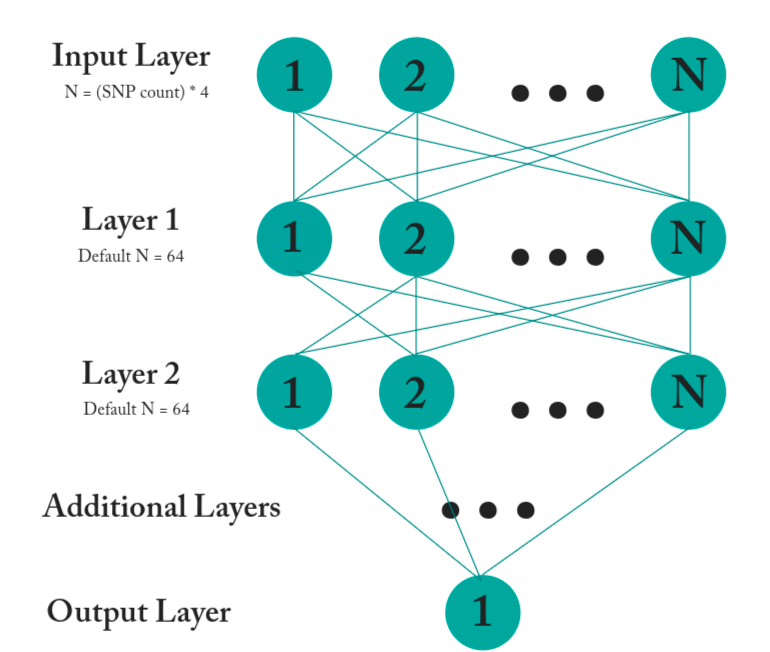 Input Layer
N = (SNP count) * 4
1 2 N
Layer 1
Default N = 64
1 2 N
Layer 2
Default N = 64
1 2 N
Additional Layers
Output Layer
1